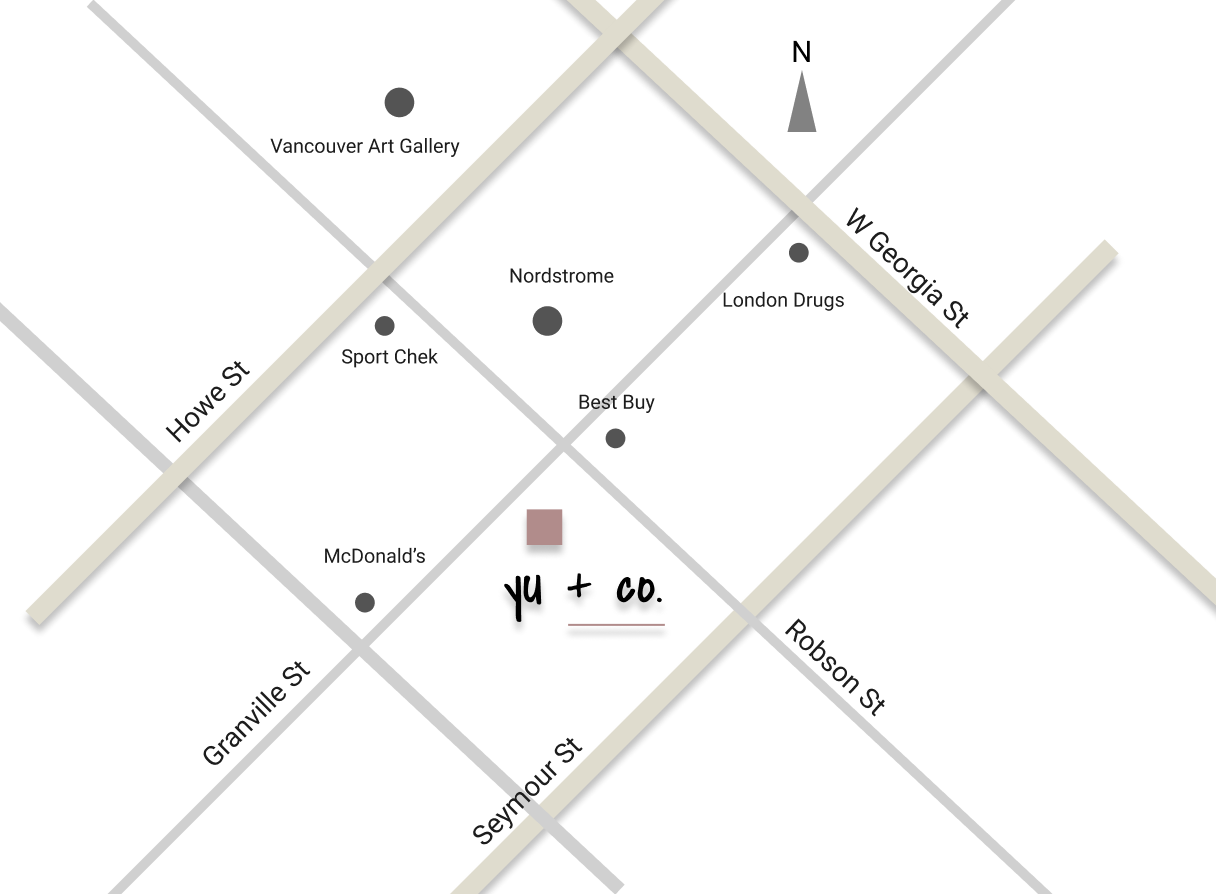 N
Vancouver Art Gallery
W Georgia St
Nordstrome
London Drugs
Sport Chek
Howe St
Best Buy
McDonald’s
yu + co.
Robson St
Granville St
Seymour St